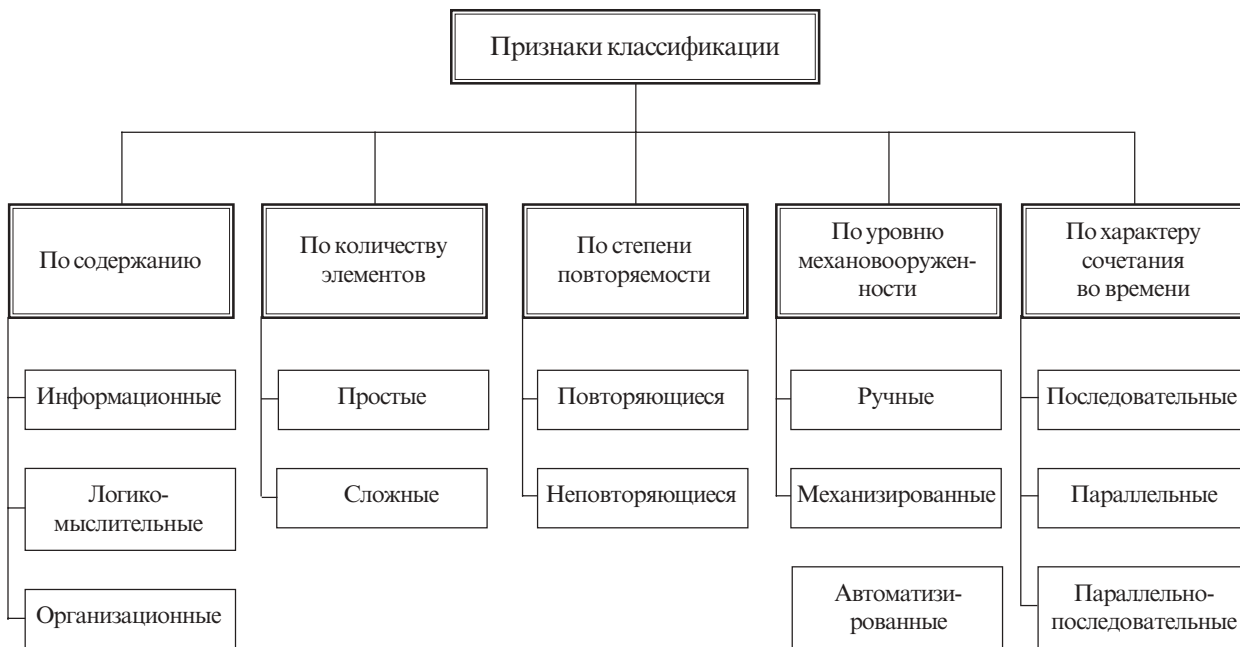 Признаки классификации
По содержанию
По количеству
элементов
По степени
повторяемости
По уровню
механовооружен-
ности
По характеру
сочетания
во времени
Информационные
Простые
Повторяющиеся
Ручные
Последовательные
Логико-
мыслительные
Сложные
Неповторяющиеся
Механизированные
Параллельные
Организационные
Автоматизи-
рованные
Параллельно-
последовательные